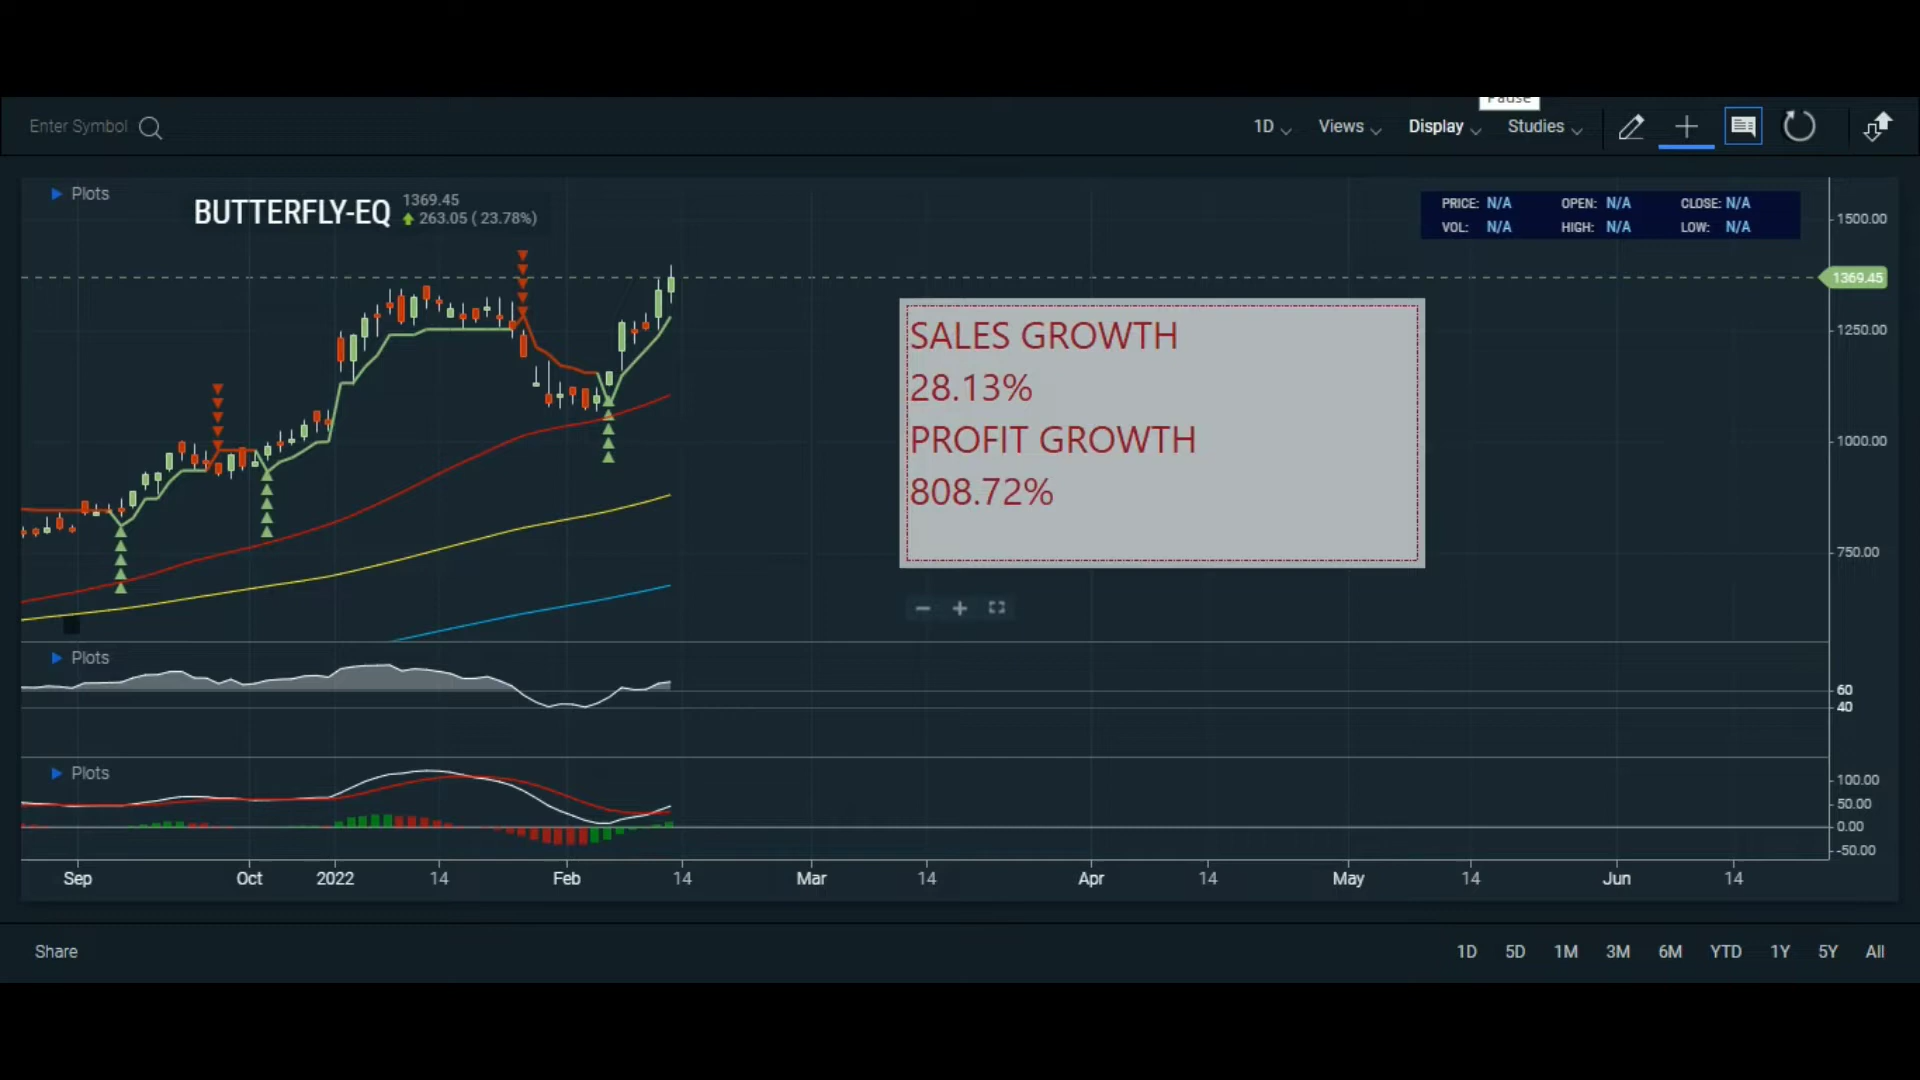 Pause
Enter Symbol
1D Views Display Studies
Plots
BUTTERFLY-EQ
1369.45
263.05 ( 23.78%)
PRICE: N/A OPEN: N/A CLOSE: N/A
VOL: N/A HIGH: N/A LOW: N/A
1500.00
1369.45
1250.00
1000.00
750.00
SALES GROWTH
28.13%
PROFIT GROWTH
808.72%
Plots
60
40
Plots
100.00
50.00
0.00
-50.00
Sep Oct 2022 14 Feb 14 Mar 14 Apr 14 May 14 Jun 14
Share
1D 5D 1M 3M 6M YTD 1Y 5Y All